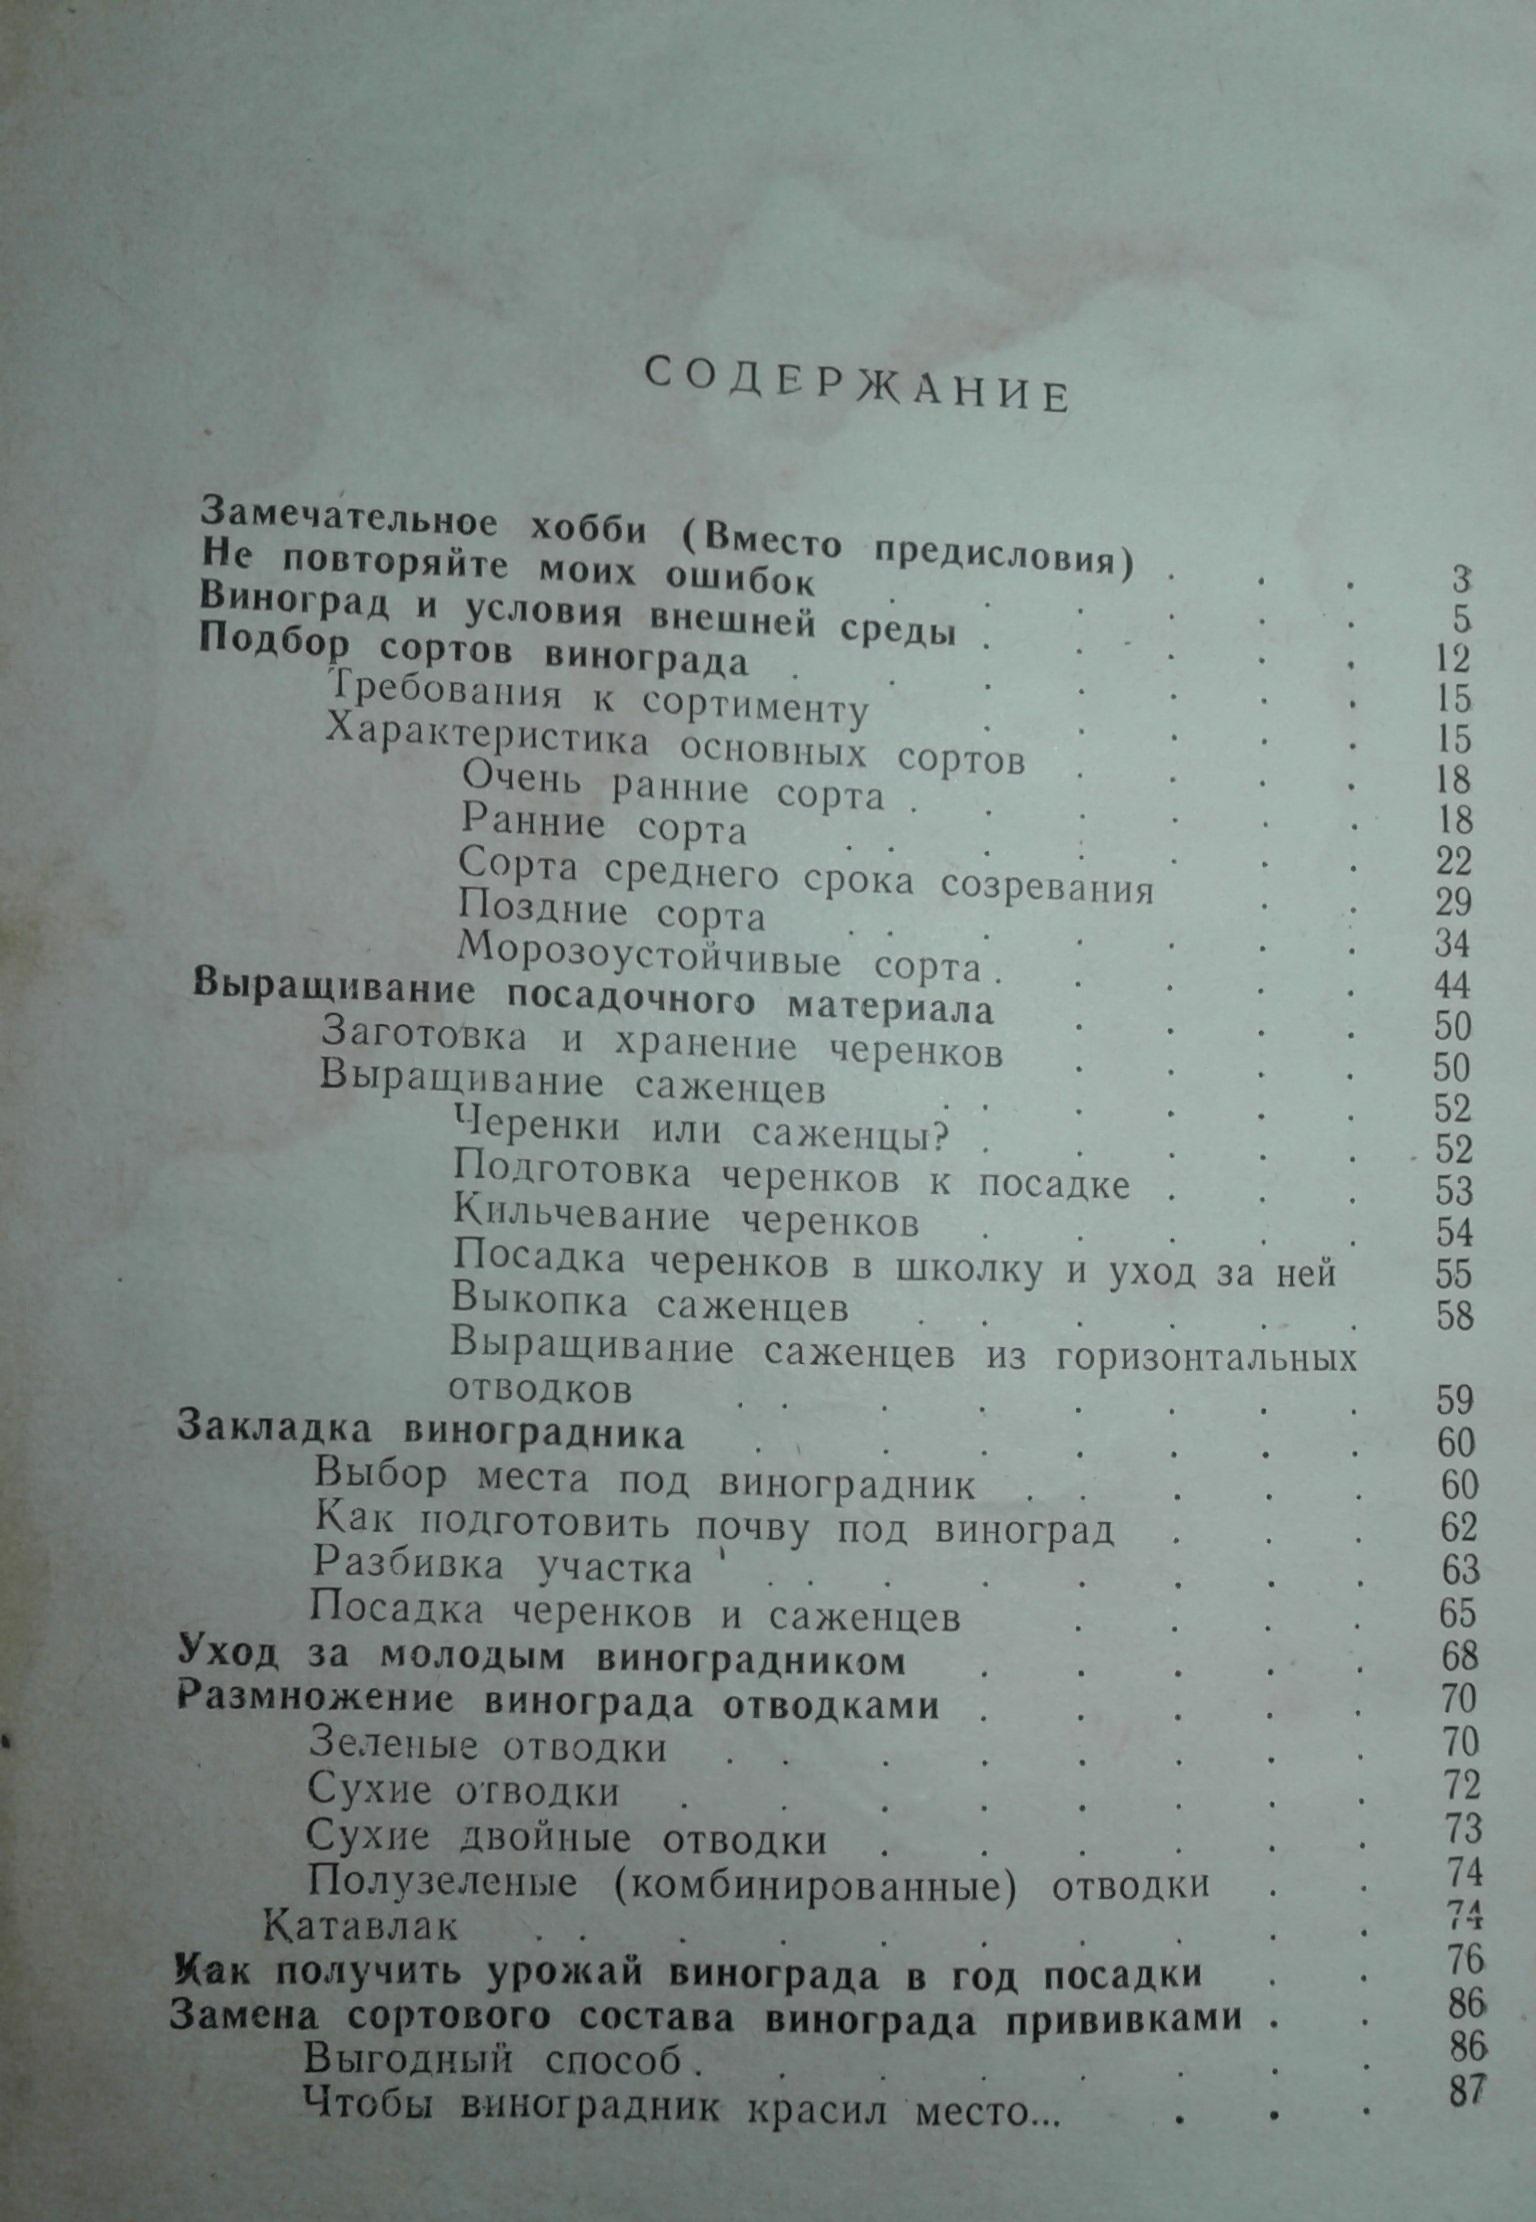 СОДЕРЖАНИЕ
Замечательное хобби (Вместо предисловия) . . . 3
Не повторяйте моих ошибок . . . . . . 5
Виноград и условия внешней среды . . . . . 12
Подбор сортов винограда . . . . . . . 15
Требования к сортименту . . . . . 15
Характеристика основных сортов . . . . 18
Очень ранние сорта . . . . . . 18
Ранние сорта . . . . . . . 22
Сорта среднего срока созревания . . 29
Поздние сорта . . . . . . . 34
Морозоустойчивые сорта . . . . . 44
Выращивание посадочного материала . . . . 50
Заготовка и хранение черенков . . . . 50
Выращивание саженцев . . . . . . 52
Черенки или саженцы? . . . . . 52
Подготовка черенков к посадке . . . 53
Кильчевание черенков . . . . . 54
Посадка черенков в школку и уход за ней 55
Выкопка саженцев . . . . . . 58
Выращивание саженцев из горизонтальных
отводков . . . . . . . . 59
Закладка виноградника . . . . . . . . 60
Выбор места под виноградник . . . . . 60
Как подготовить почву под виноград . . . 62
Разбивка участка . . . . . . . . 63
Посадка черенков и саженцев . . . . 65
Уход за молодым виноградником . . . . . 68
Размножение винограда отводками . . . . . 70
Зеленые отводки . . . . . . . . 70
Сухие отводки . . . . . . . . 72
Сухие двойные отводки . . . . . . 73
Полузеленые (комбинированные) отводки . . 74
Катавлак . . . . . . . . . . 74
Как получить урожай винограда в год посадки . . 76
Замена сортового состава винограда прививками . . 86
Выгодный способ . . . . . . . . 86
Чтобы виноградник красил место... . . . 87